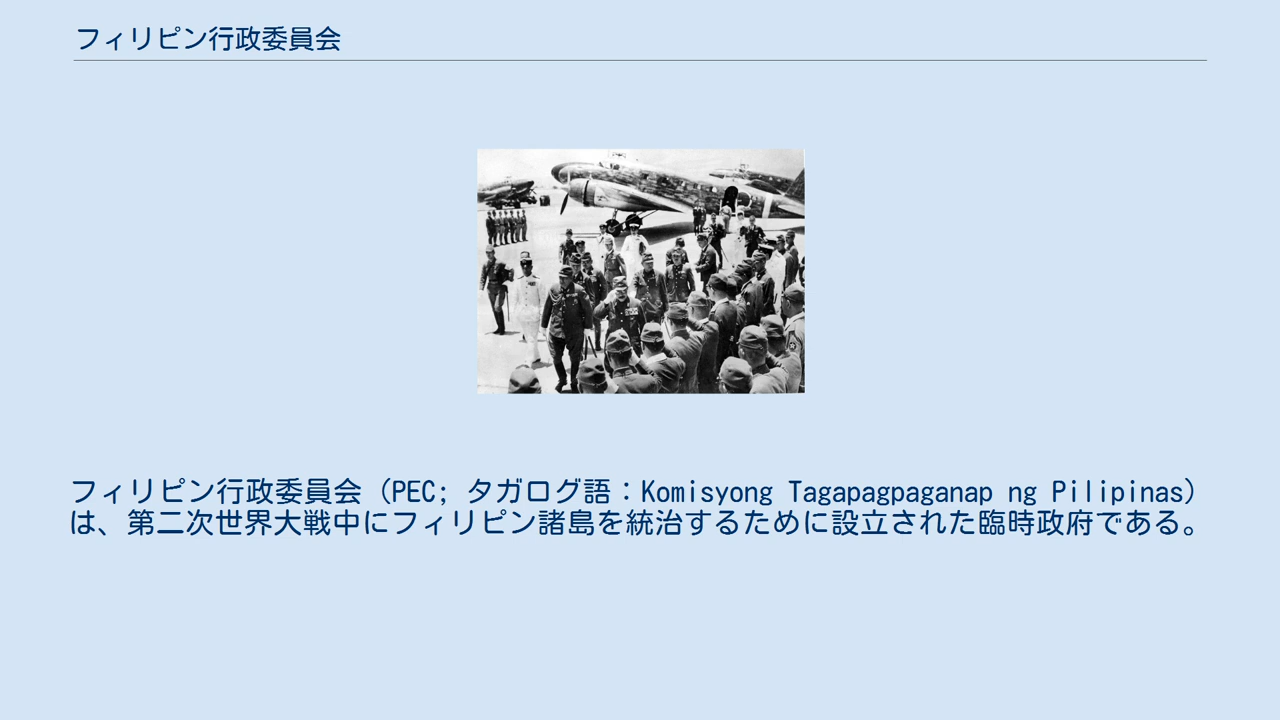 フィリピン行政委員会
フィリピン行政委員会（PEC; タガログ語：Komisyong Tagapagpaganap ng Pilipinas）
は、第二次世界大戦中にフィリピン諸島を統治するために設立された臨時政府である。